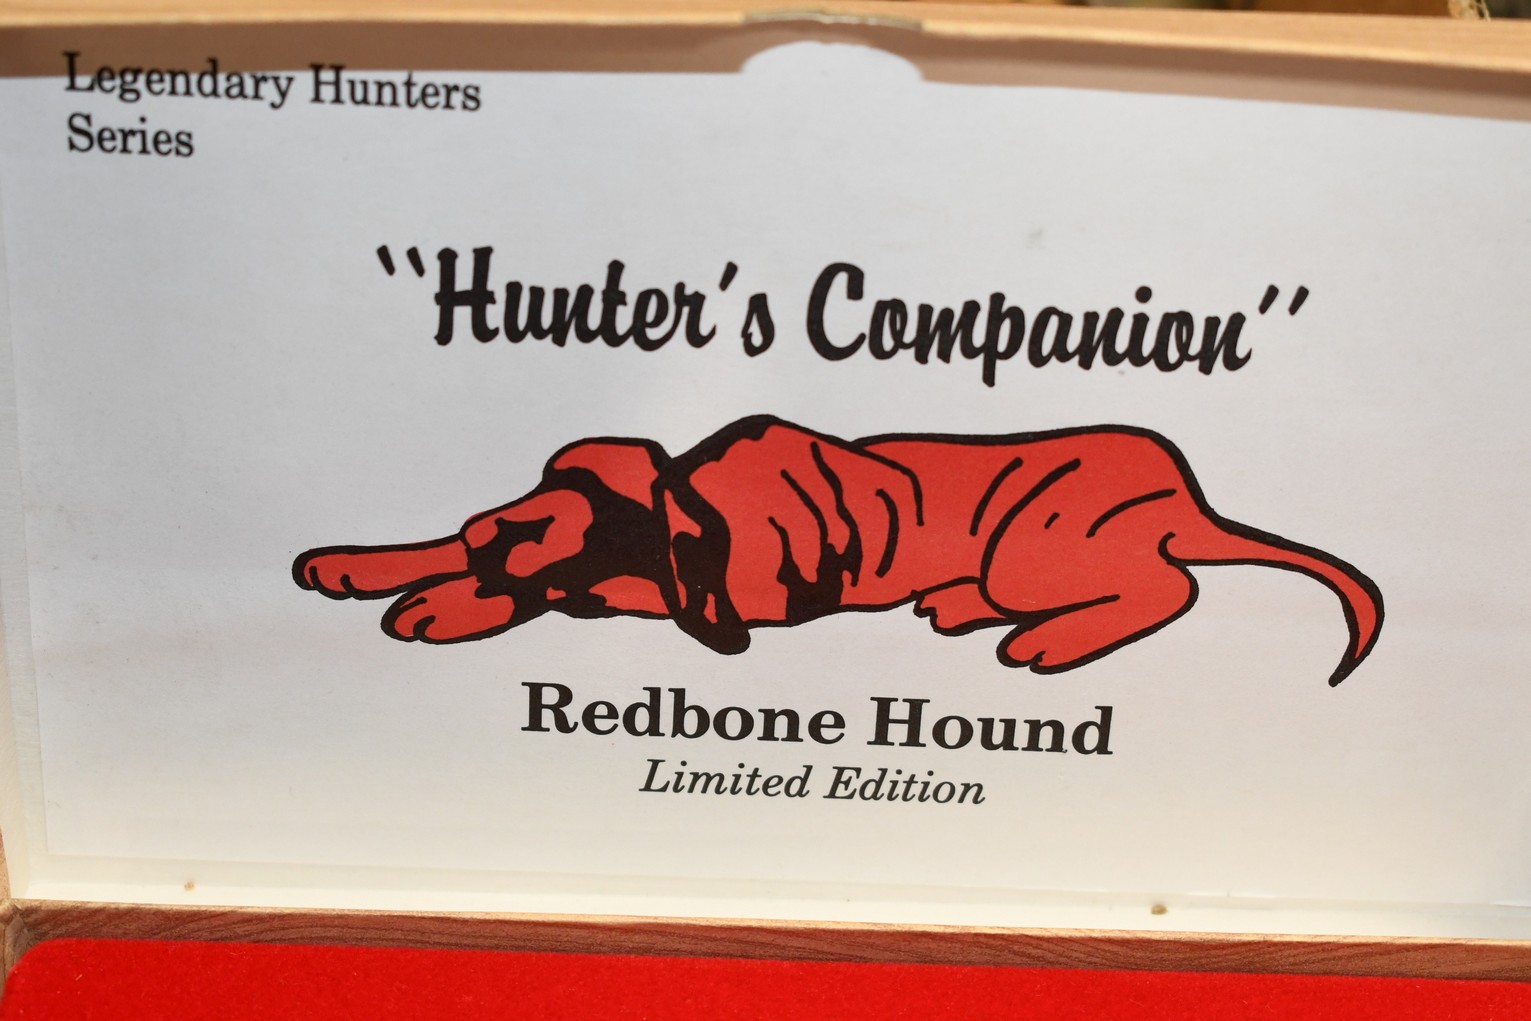 Legendary Hunters
Series
“Hunter’s Companion”
Redbone Hound
Limited Edition